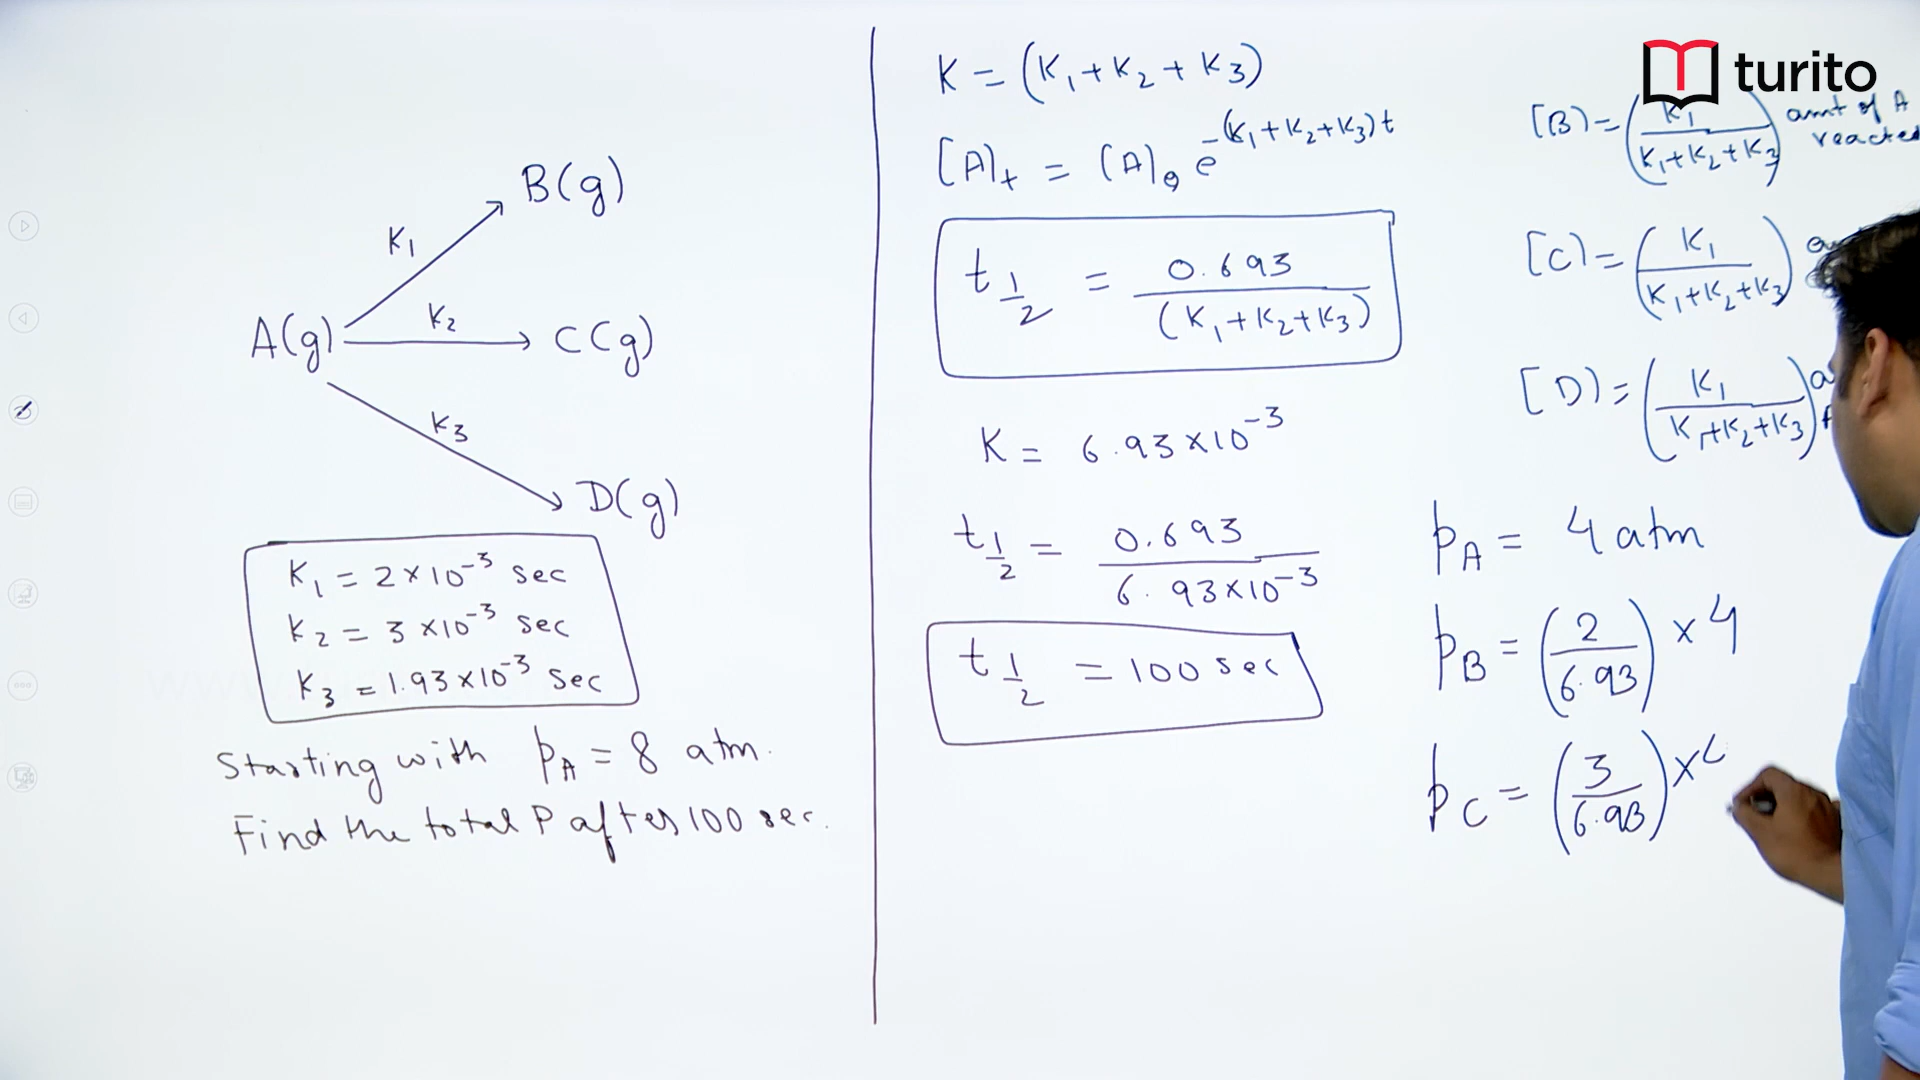 turito
B(g)
K₁
K₂
A(g) → C(g)
K₃
D(g)
K₁ = 2×10⁻³ sec
K₂ = 3×10⁻³ sec
K₃ = 1.93×10⁻³ sec
Starting with pA = 8 atm.
Find the total P after 100 sec.
K = (K₁+K₂+K₃)
[A]t = (A)₀ e^-(K₁+K₂+K₃)t
t 1/2 = 0.693/(K₁+K₂+K₃)
K = 6.93×10⁻³
t 1/2 = 0.693/6.93×10⁻³
t 1/2 = 100 sec
[B) = (K₁/K₁+K₂+K₃) amt of A
reacted
[C) = (K₁/K₁+K₂+K₃)
[D) = (K₁/K₁+K₂+K₃)
pA = 4 atm
pB = (2/6.93) × 4
pC = (3/6.93) ×